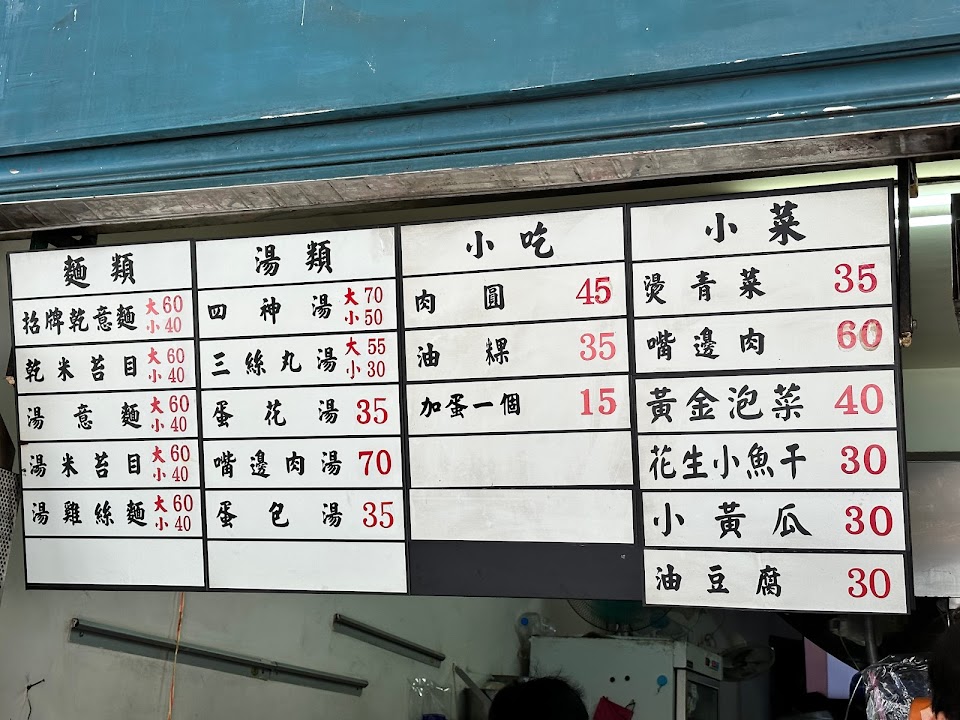 麵類
招牌乾意麵 大60 小40
乾米苔目 大60 小40
湯意麵 大60 小40
湯米苔目 大60 小40
湯雞絲麵 大60 小40
湯類
四神湯 大70 小50
三絲丸湯 大55 小30
蛋花湯 35
嘴邊肉湯 70
蛋包湯 35
小吃
肉圓 45
油粿 35
加蛋一個 15
小菜
燙青菜 35
嘴邊肉 60
黃金泡菜 40
花生小魚干 30
小黃瓜 30
油豆腐 30